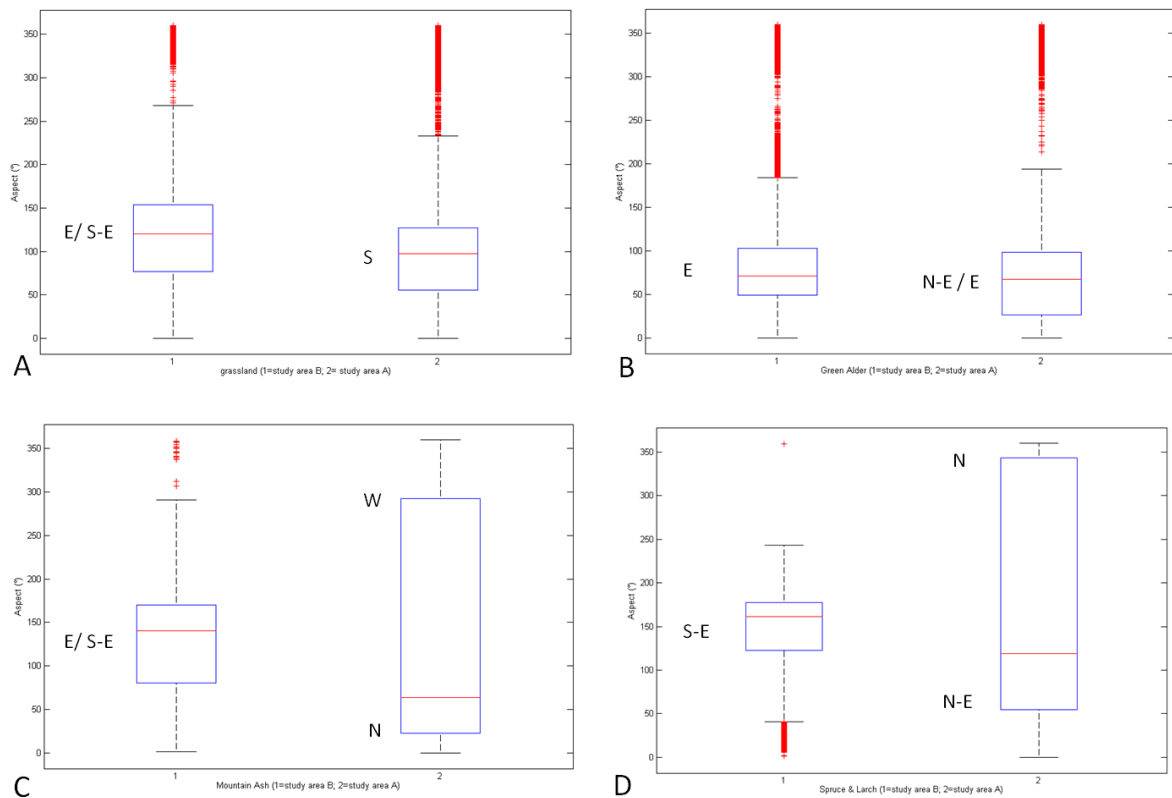 350
300
250
200
150
100
50
0
Aspect (°)
E/ S-E
S
1
2
grassland (1=study area B; 2= study area A)
A
350
300
250
200
150
100
50
0
Aspect (°)
E
N-E / E
1
2
Green Alder (1=study area B; 2=study area A)
B
350
300
250
200
150
100
50
0
Aspect (°)
E/ S-E
W
N
1
2
Mountain Ash (1=study area B; 2=study area A)
C
350
300
250
200
150
100
50
0
Aspect (°)
S-E
N
N-E
1
2
Spruce & Larch (1=study area B; 2=study area A)
D